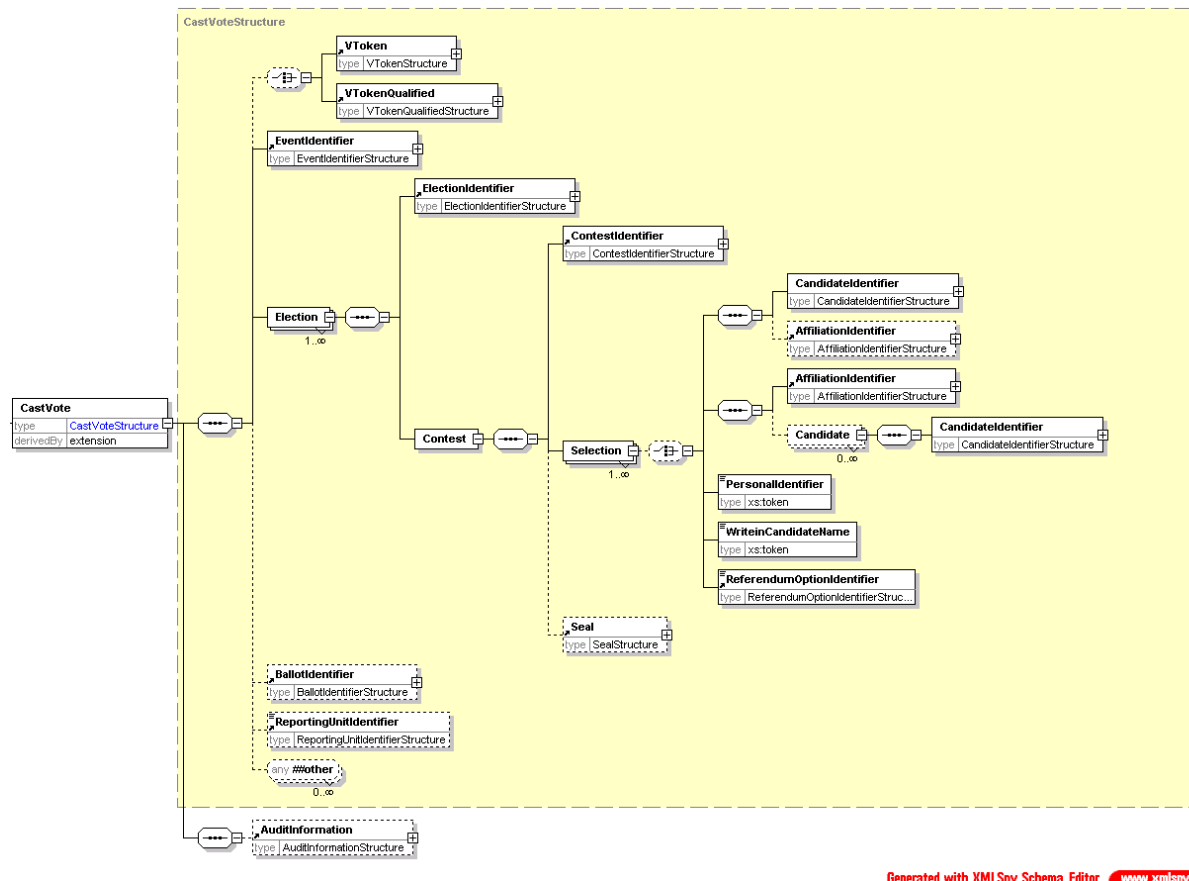 CastVoteStructure
VToken
type VTokenStructure
VTokenQualified
type VTokenQualifiedStructure
EventIdentifier
type EventIdentifierStructure
ElectionIdentifier
type ElectionIdentifierStructure
ContestIdentifier
type ContestIdentifierStructure
CandidateIdentifier
type CandidateIdentifierStructure
Election
1..∞
AffiliationIdentifier
type AffiliationIdentifierStructure
AffiliationIdentifier
type AffiliationIdentifierStructure
CastVote
type CastVoteStructure
derivedBy extension
Contest
Selection
1..∞
Candidate
0..∞
CandidateIdentifier
type CandidateIdentifierStructure
PersonalIdentifier
type xs:token
WriteinCandidateName
type xs:token
ReferendumOptionIdentifier
type ReferendumOptionIdentifierStruc...
Seal
type SealStructure
BallotIdentifier
type BallotIdentifierStructure
ReportingUnitIdentifier
type ReportingUnitIdentifierStructure
any ##other
0..∞
AuditInformation
type AuditInformationStructure
Generated with XMLSpy Schema Editor www.xmlspy